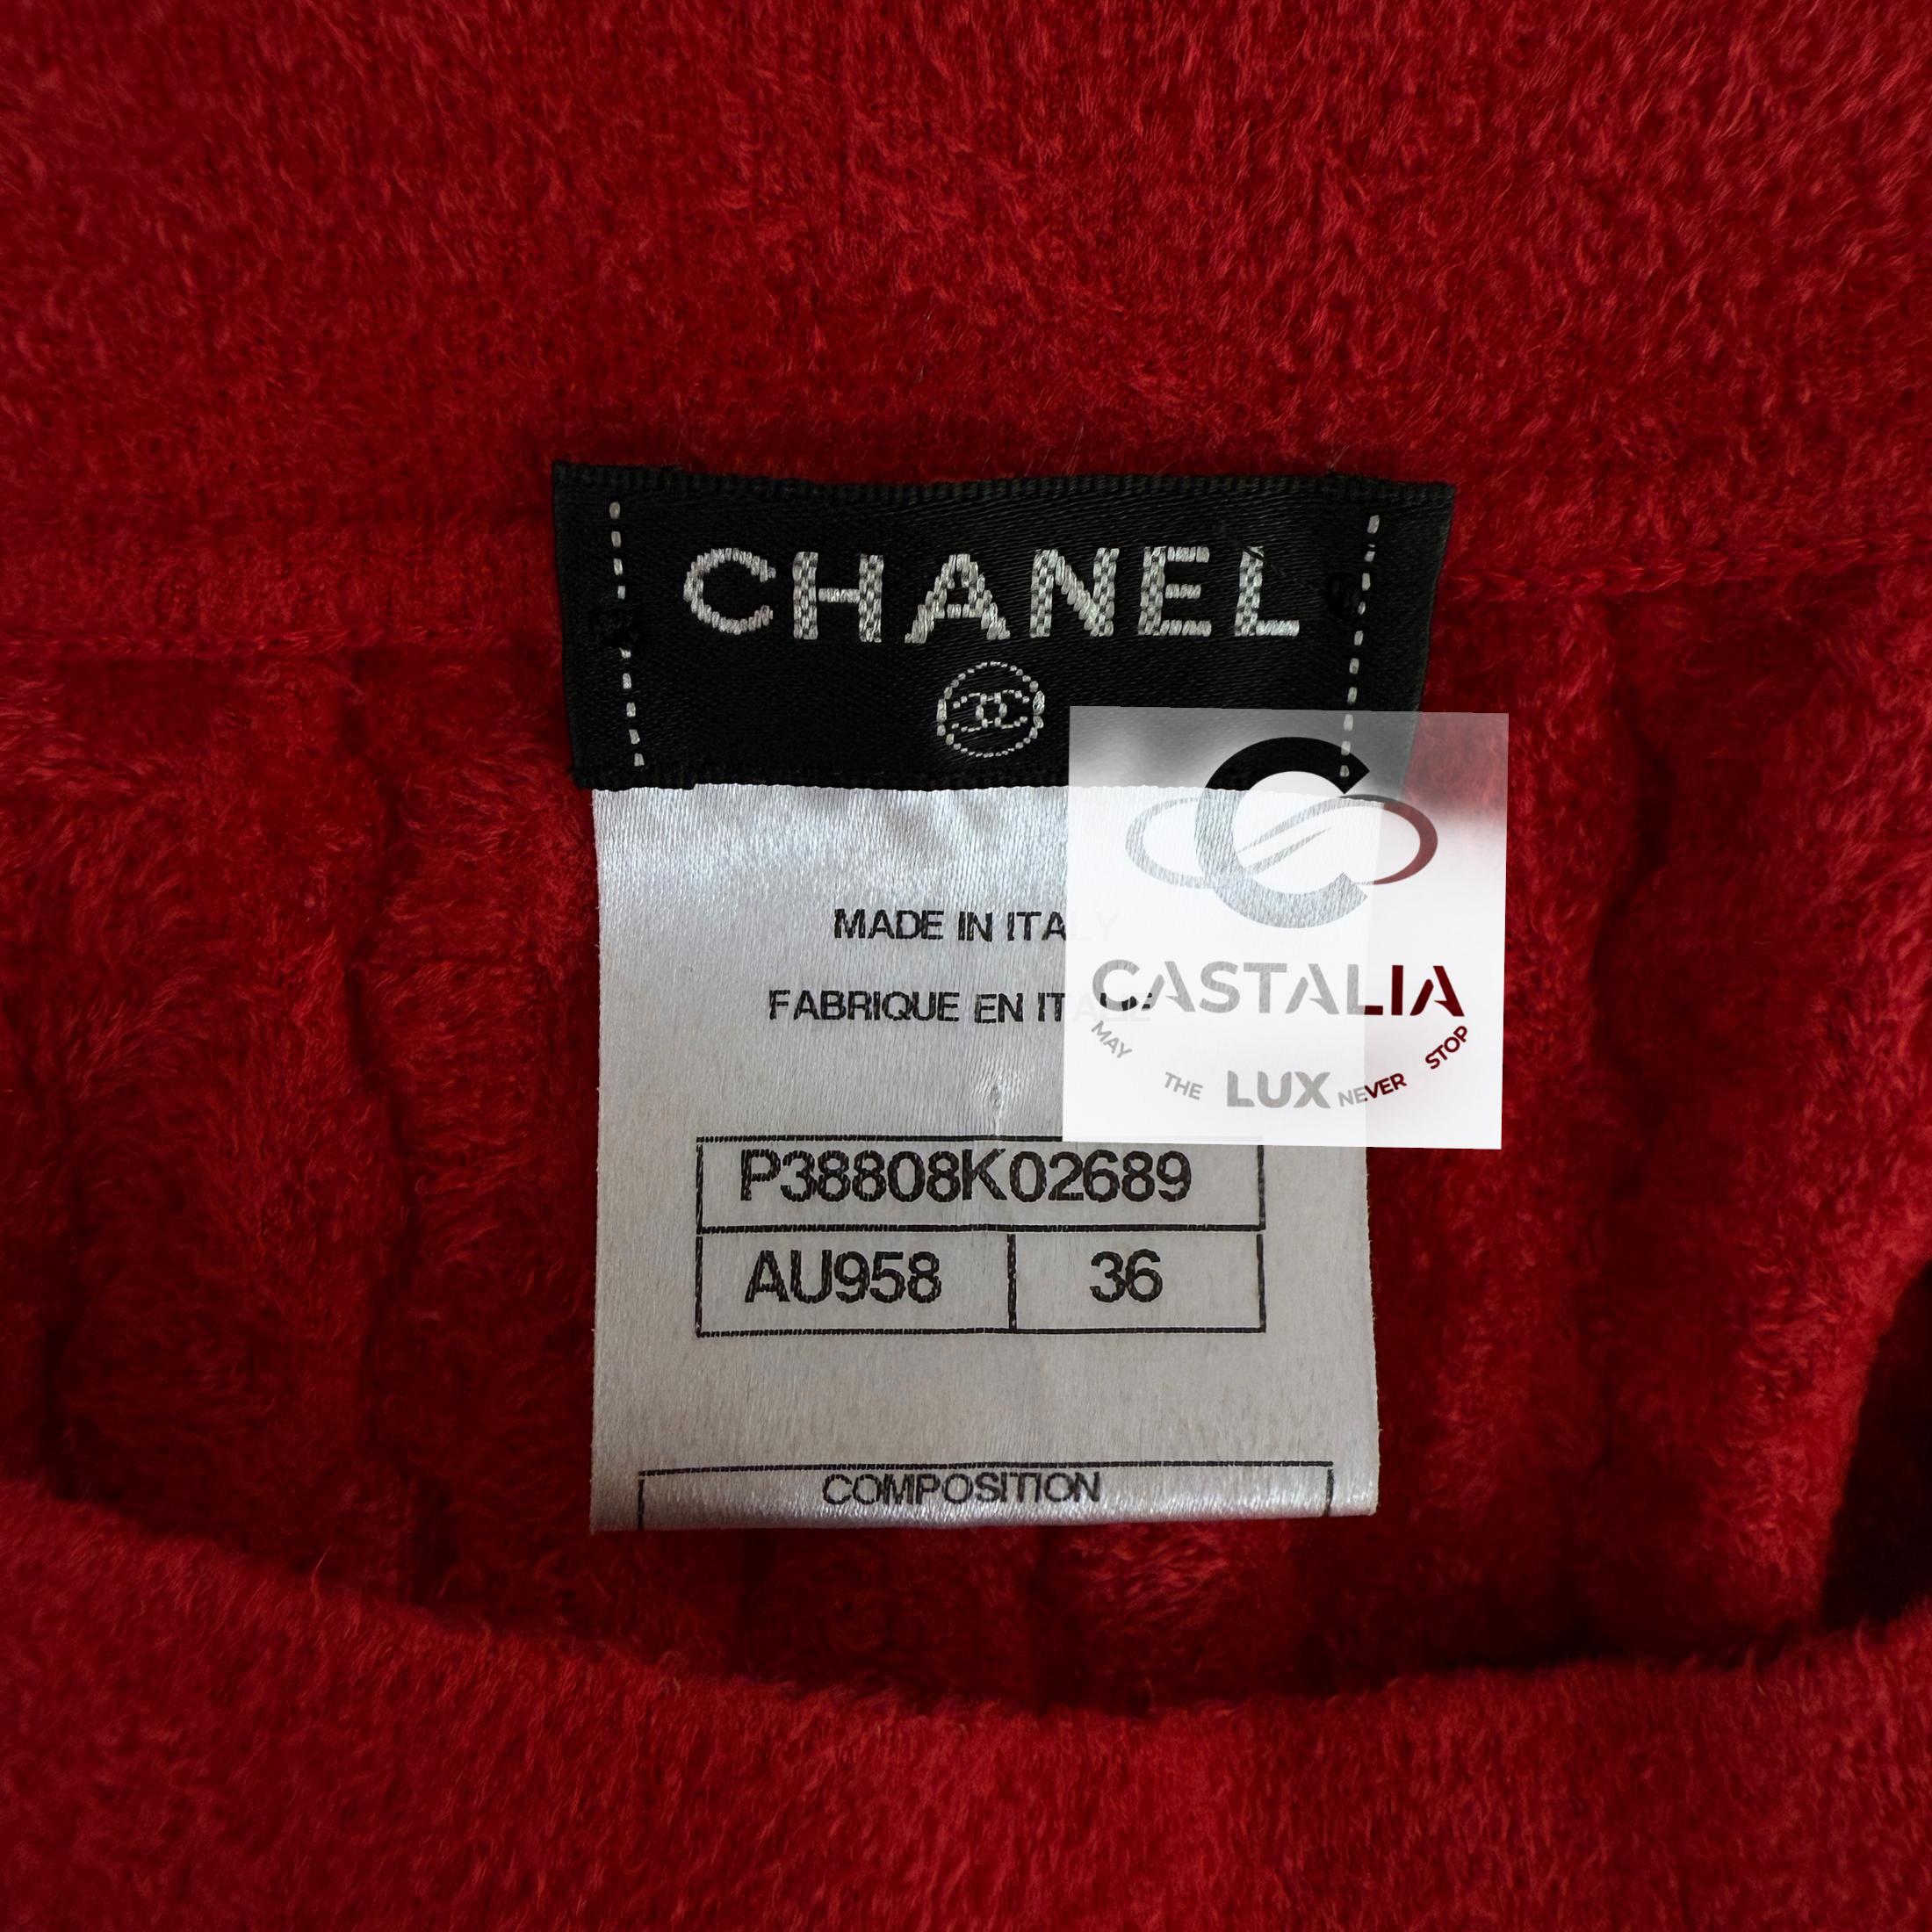 CHANEL
MADE IN ITALY
FABRIQUE EN ITALIE
CASTALIA
MAY THE LUX NEVER STOP
P38808K02689
AU958 36
COMPOSITION